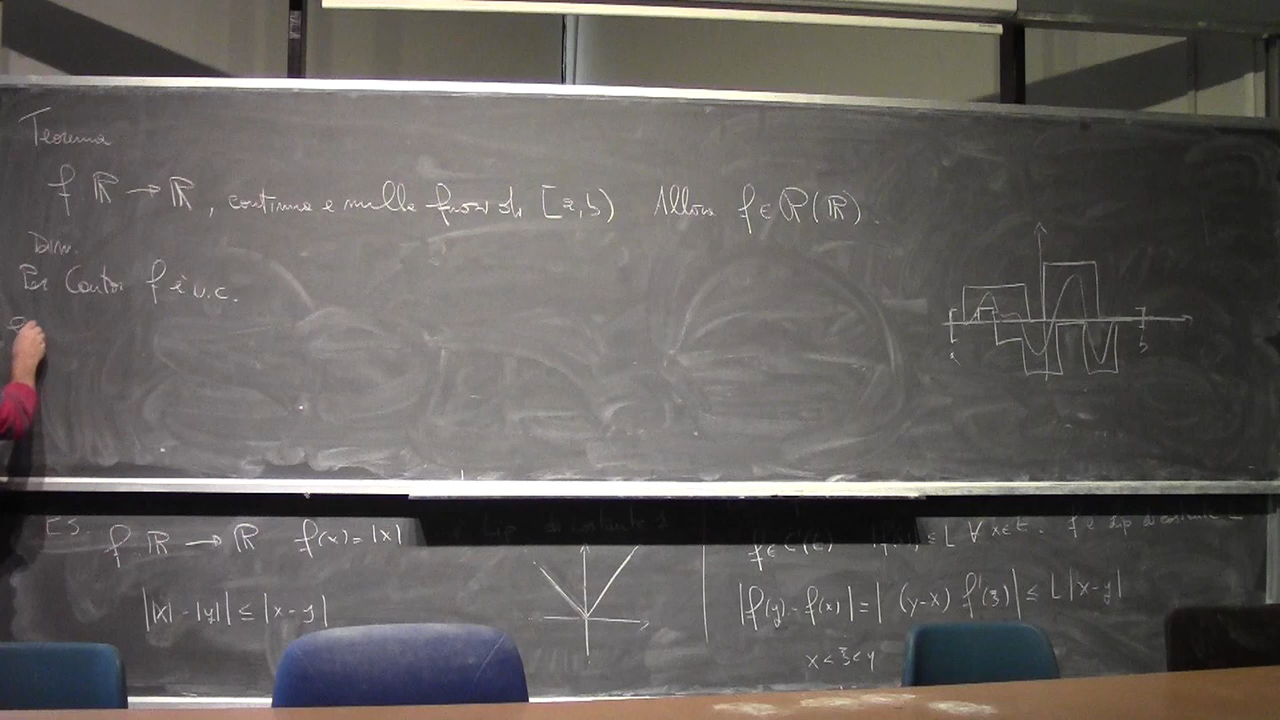 Teorema
f ℝ → ℝ, continua e nulla fuori di [a,b) Allora f ∈ R(ℝ).
Dim.
Per Cantor f è u.c.
a
b
ES. f ℝ → ℝ f(x)=|x|
||x|-|y|| ≤ |x-y|
è Lip di costante 1
≤ L ∀ x∈E. f è Lip di costante L
|f(y)-f(x)| = |(y-x) f'(ξ)| ≤ L|x-y|
x<ξ<y